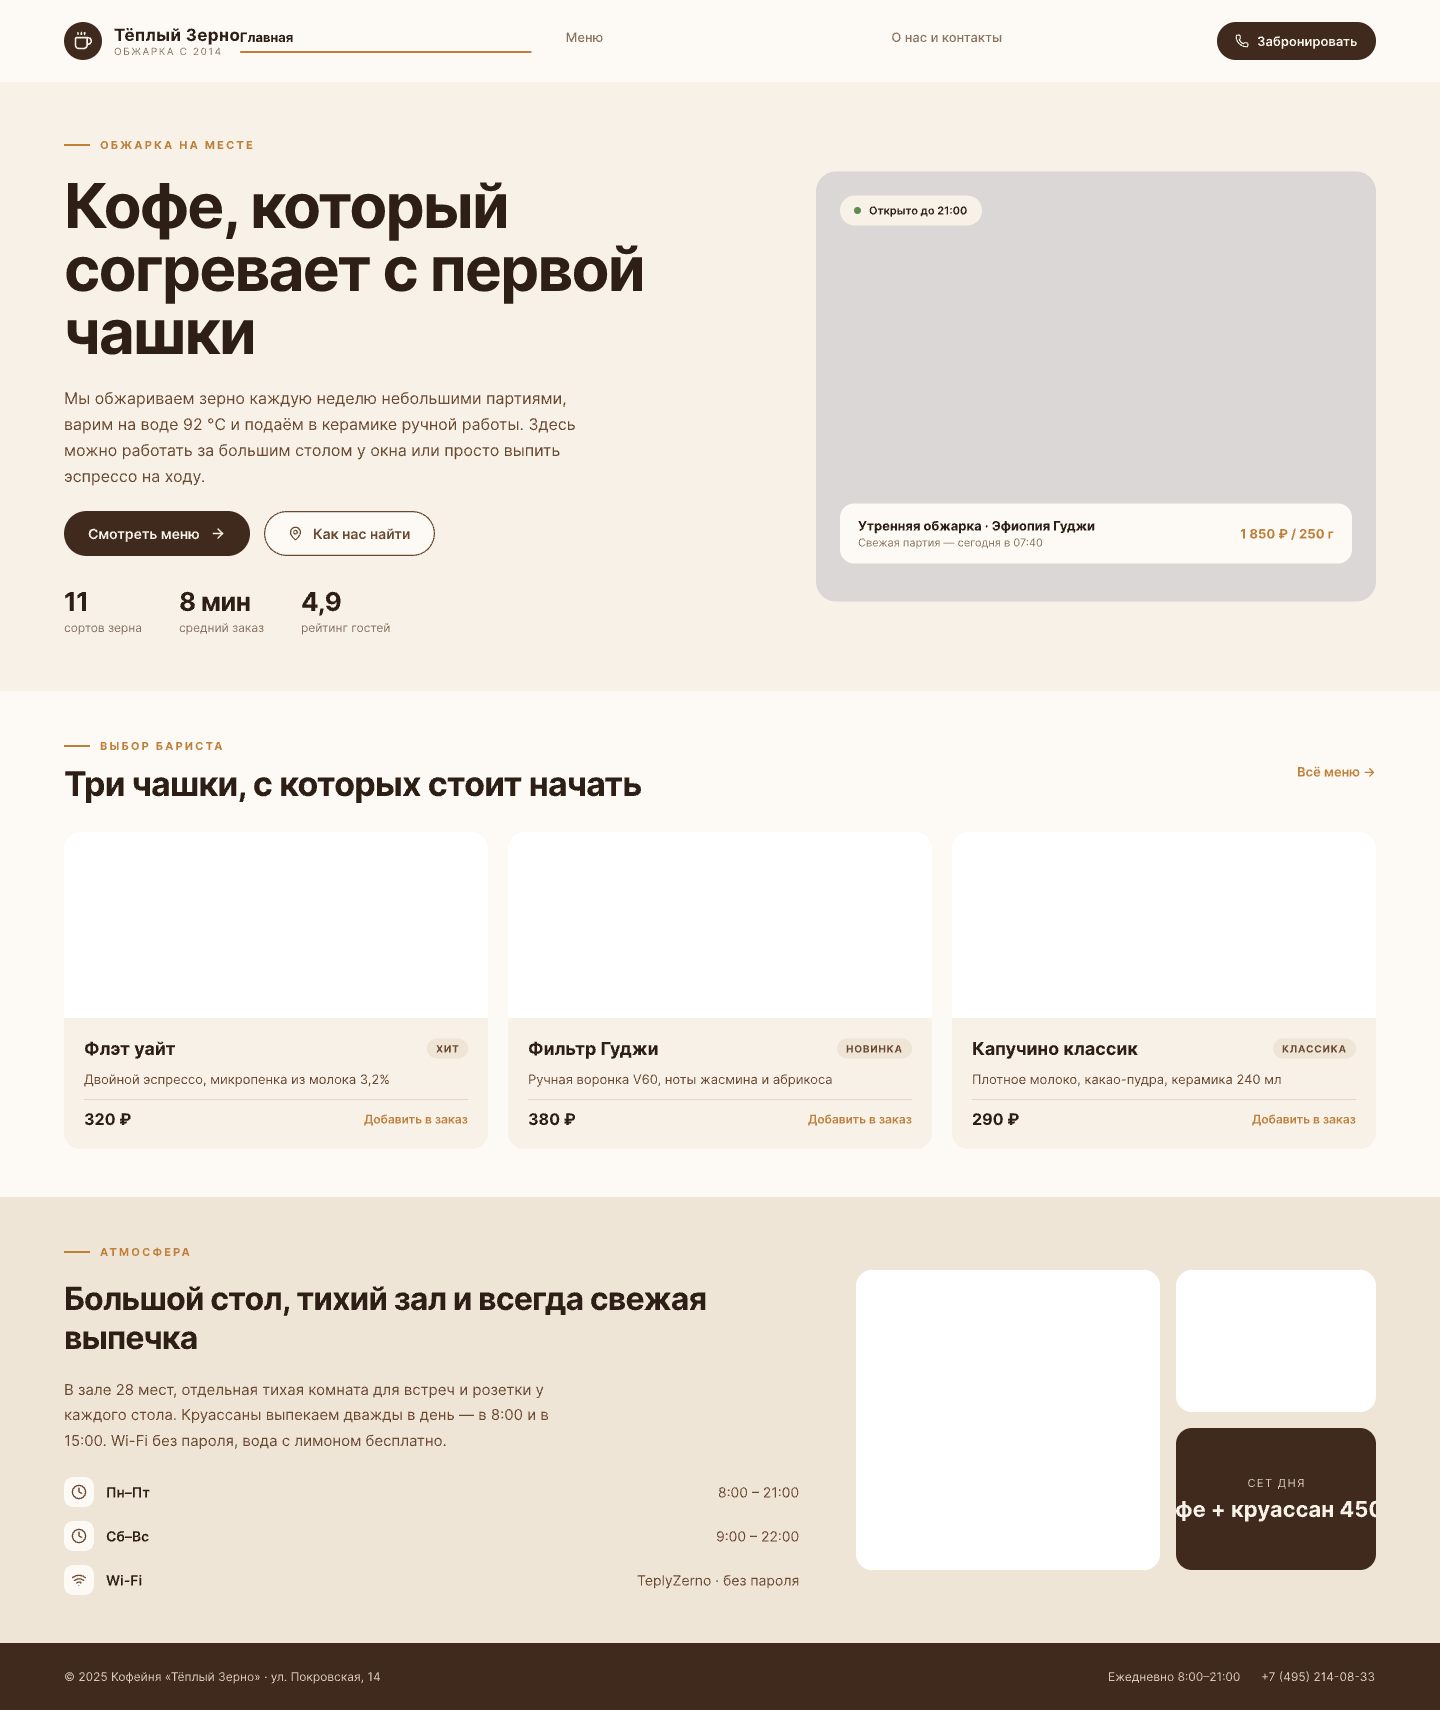 Тёплый Зерно
ОБЖАРКА С 2014
Главная
Меню
О нас и контакты
Забронировать
ОБЖАРКА НА МЕСТЕ
Кофе, который
согревает с первой
чашки
Мы обжариваем зерно каждую неделю небольшими партиями,
варим на воде 92 °C и подаём в керамике ручной работы. Здесь
можно работать за большим столом у окна или просто выпить
эспрессо на ходу.
Смотреть меню →
Как нас найти
11
сортов зерна
8 мин
средний заказ
4,9
рейтинг гостей
Открыто до 21:00
Утренняя обжарка · Эфиопия Гуджи
Свежая партия — сегодня в 07:40
1 850 ₽ / 250 г
ВЫБОР БАРИСТА
Три чашки, с которых стоит начать
Всё меню →
Флэт уайт
ХИТ
Двойной эспрессо, микропенка из молока 3,2%
320 ₽
Добавить в заказ
Фильтр Гуджи
НОВИНКА
Ручная воронка V60, ноты жасмина и абрикоса
380 ₽
Добавить в заказ
Капучино классик
КЛАССИКА
Плотное молоко, какао-пудра, керамика 240 мл
290 ₽
Добавить в заказ
АТМОСФЕРА
Большой стол, тихий зал и всегда свежая
выпечка
В зале 28 мест, отдельная тихая комната для встреч и розетки у
каждого стола. Круассаны выпекаем дважды в день — в 8:00 и в
15:00. Wi-Fi без пароля, вода с лимоном бесплатно.
Пн–Пт
8:00 – 21:00
Сб–Вс
9:00 – 22:00
Wi-Fi
TeplyZerno · без пароля
СЕТ ДНЯ
фе + круассан 450
© 2025 Кофейня «Тёплый Зерно» · ул. Покровская, 14
Ежедневно 8:00–21:00
+7 (495) 214-08-33